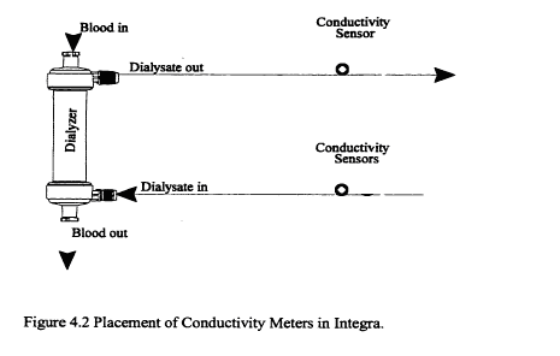 Blood in
Conductivity
Sensor
Dialysate out
Dialyzer
Conductivity
Sensors
Dialysate in
Blood out
Figure 4.2 Placement of Conductivity Meters in Integra.